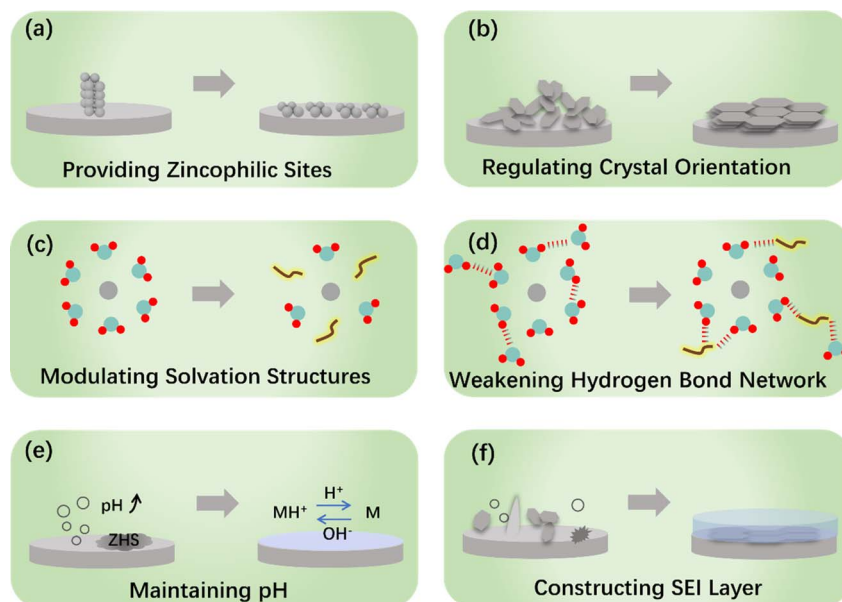 (a)
Providing Zincophilic Sites
(b)
Regulating Crystal Orientation
(c)
Modulating Solvation Structures
(d)
Weakening Hydrogen Bond Network
(e)
pH
ZHS
H⁺
MH⁺ M
OH⁻
Maintaining pH
(f)
Constructing SEI Layer